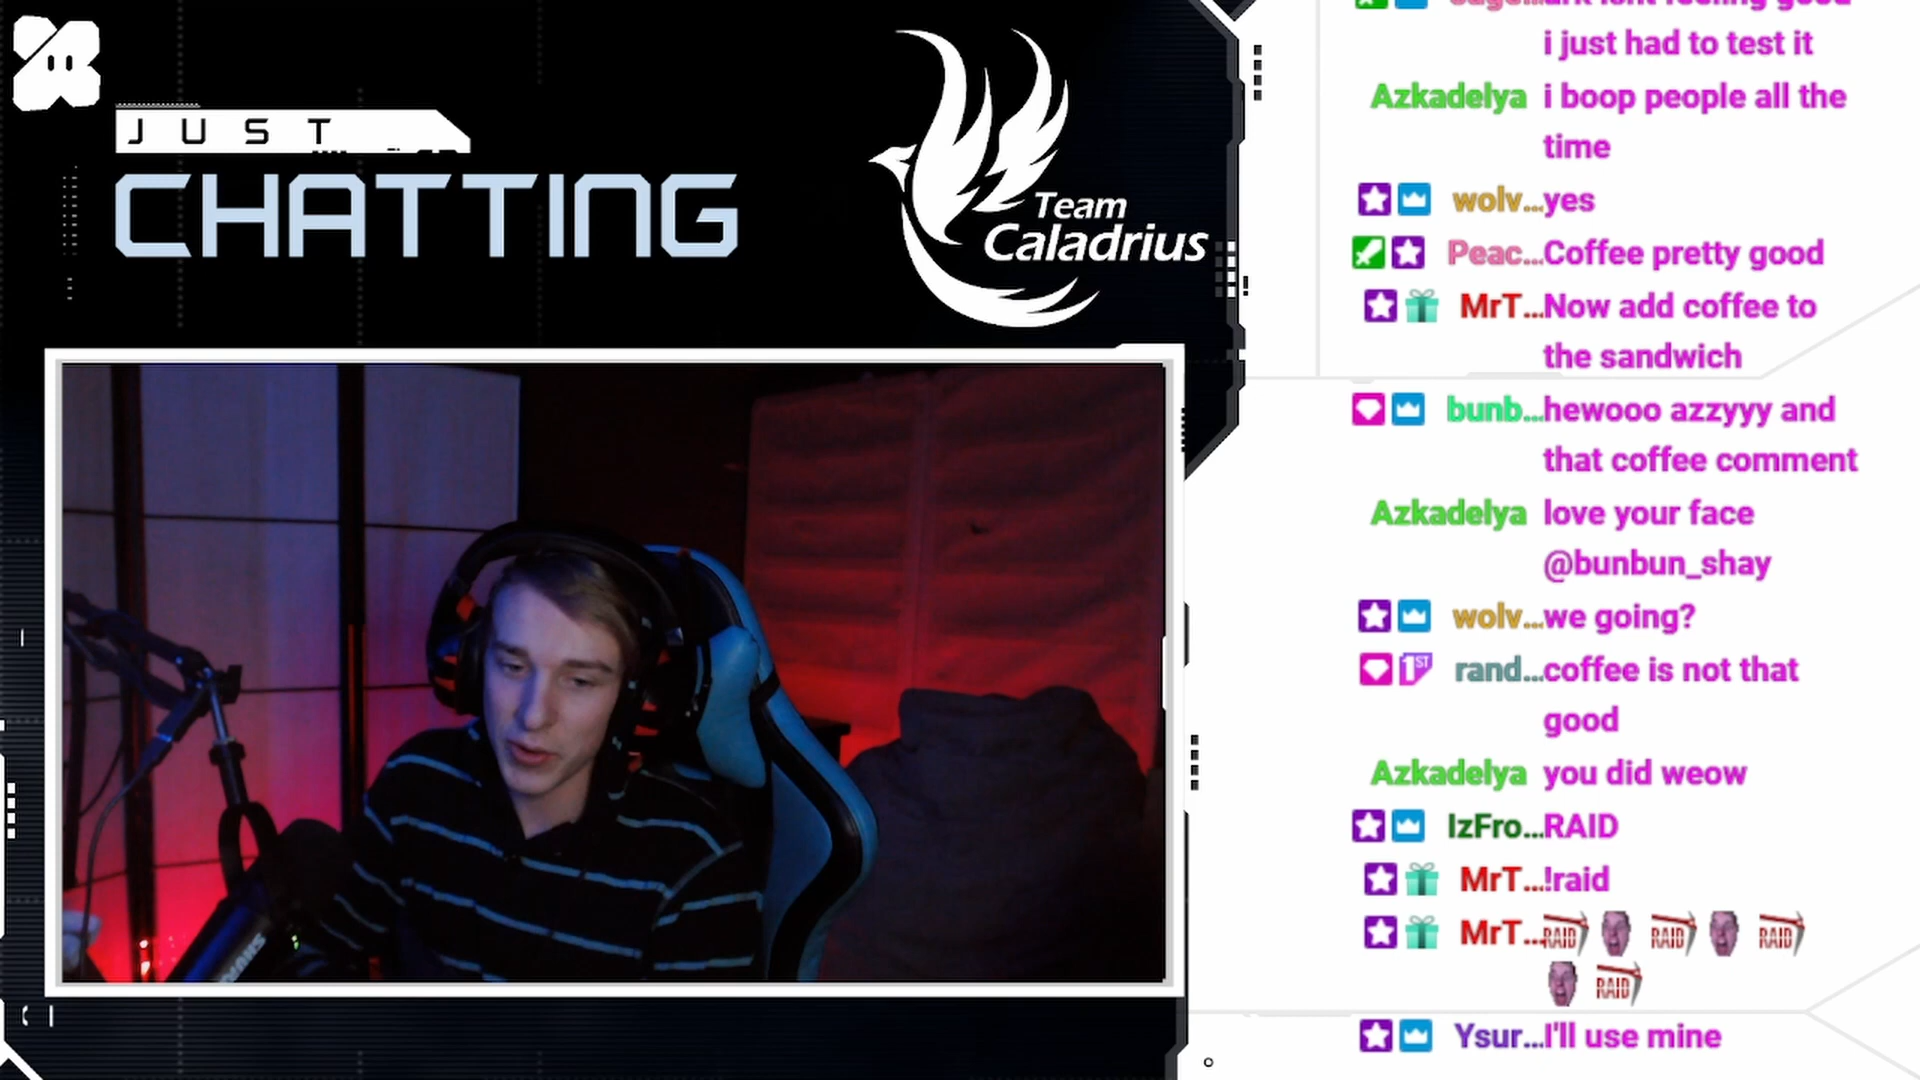 JUST
CHATTING
Team
Caladrius
i just had to test it
Azkadelya i boop people all the
time
wolv...yes
Peac...Coffee pretty good
MrT...Now add coffee to
the sandwich
bunb...hewooo azzyyy and
that coffee comment
Azkadelya love your face
@bunbun_shay
wolv...we going?
1ST rand...coffee is not that
good
Azkadelya you did weow
IzFro...RAID
MrT...!raid
MrT...RAID RAID RAID
RAID
Ysur...I'll use mine